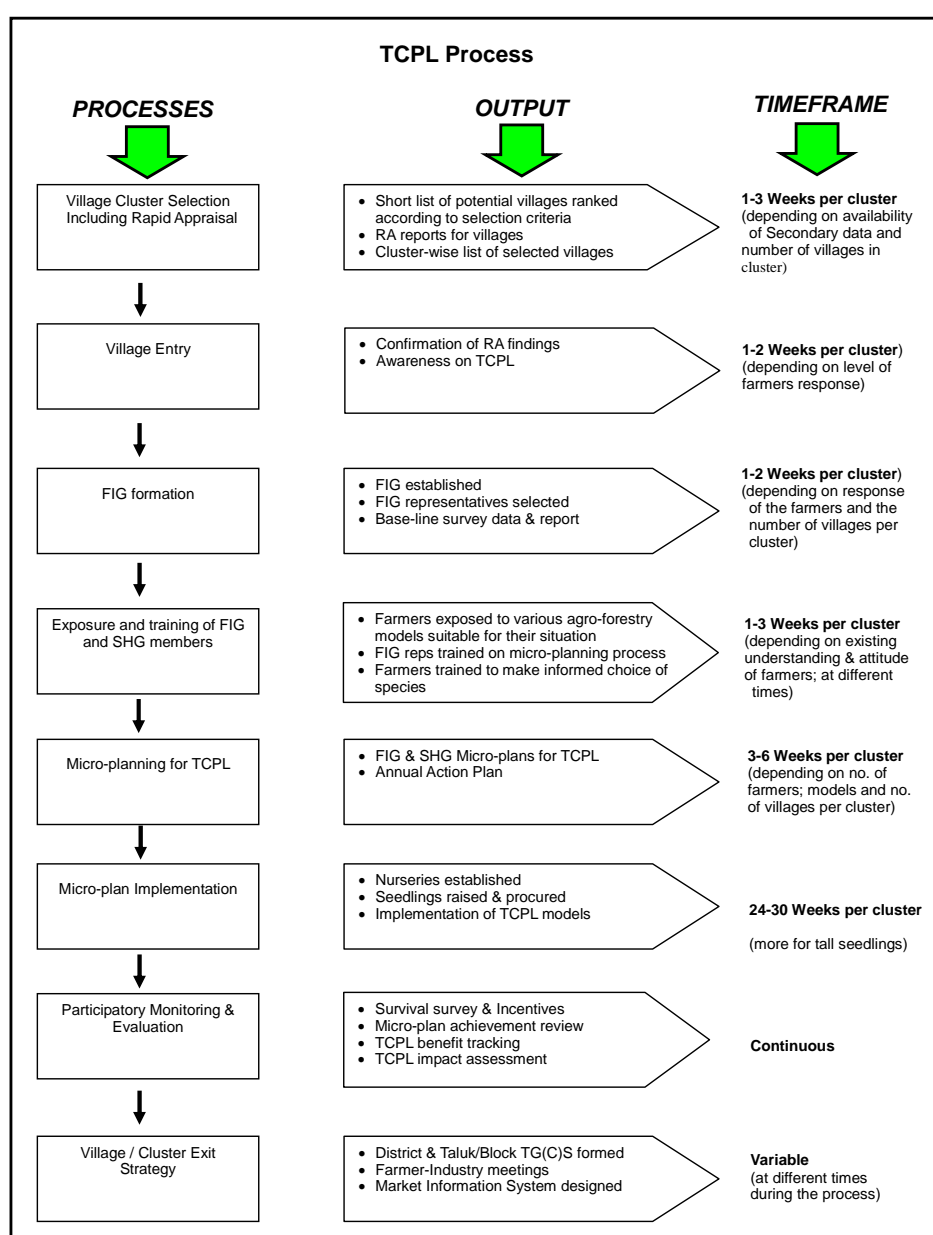 TCPL Process
PROCESSES
OUTPUT
TIMEFRAME
Village Cluster Selection
Including Rapid Appraisal
• Short list of potential villages ranked
according to selection criteria
• RA reports for villages
• Cluster-wise list of selected villages
1-3 Weeks per cluster
(depending on availability
of Secondary data and
number of villages in
cluster)
Village Entry
• Confirmation of RA findings
• Awareness on TCPL
1-2 Weeks per cluster)
(depending on level of
farmers response)
FIG formation
• FIG established
• FIG representatives selected
• Base-line survey data & report
1-2 Weeks per cluster)
(depending on response
of the farmers and the
number of villages per
cluster)
Exposure and training of FIG
and SHG members
• Farmers exposed to various agro-forestry
models suitable for their situation
• FIG reps trained on micro-planning process
• Farmers trained to make informed choice of
species
1-3 Weeks per cluster
(depending on existing
understanding & attitude
of farmers; at different
times)
Micro-planning for TCPL
• FIG & SHG Micro-plans for TCPL
• Annual Action Plan
3-6 Weeks per cluster
(depending on no. of
farmers; models and no.
of villages per cluster)
Micro-plan Implementation
• Nurseries established
• Seedlings raised & procured
• Implementation of TCPL models
24-30 Weeks per cluster
(more for tall seedlings)
Participatory Monitoring &
Evaluation
• Survival survey & Incentives
• Micro-plan achievement review
• TCPL benefit tracking
• TCPL impact assessment
Continuous
Village / Cluster Exit
Strategy
• District & Taluk/Block TG(C)S formed
• Farmer-Industry meetings
• Market Information System designed
Variable
(at different times
during the process)